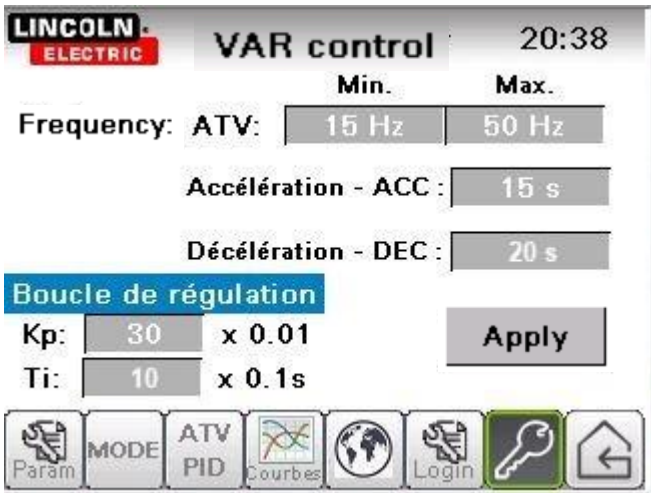 LINCOLN
ELECTRIC
VAR control
20:38
Min. Max.
Frequency: ATV: 15 Hz 50 Hz
Accélération - ACC : 15 s
Décélération - DEC : 20 s
Boucle de régulation
Kp: 30 x 0.01
Apply
Ti: 10 x 0.1s
Param
MODE
ATV
PID
Courbes
Login